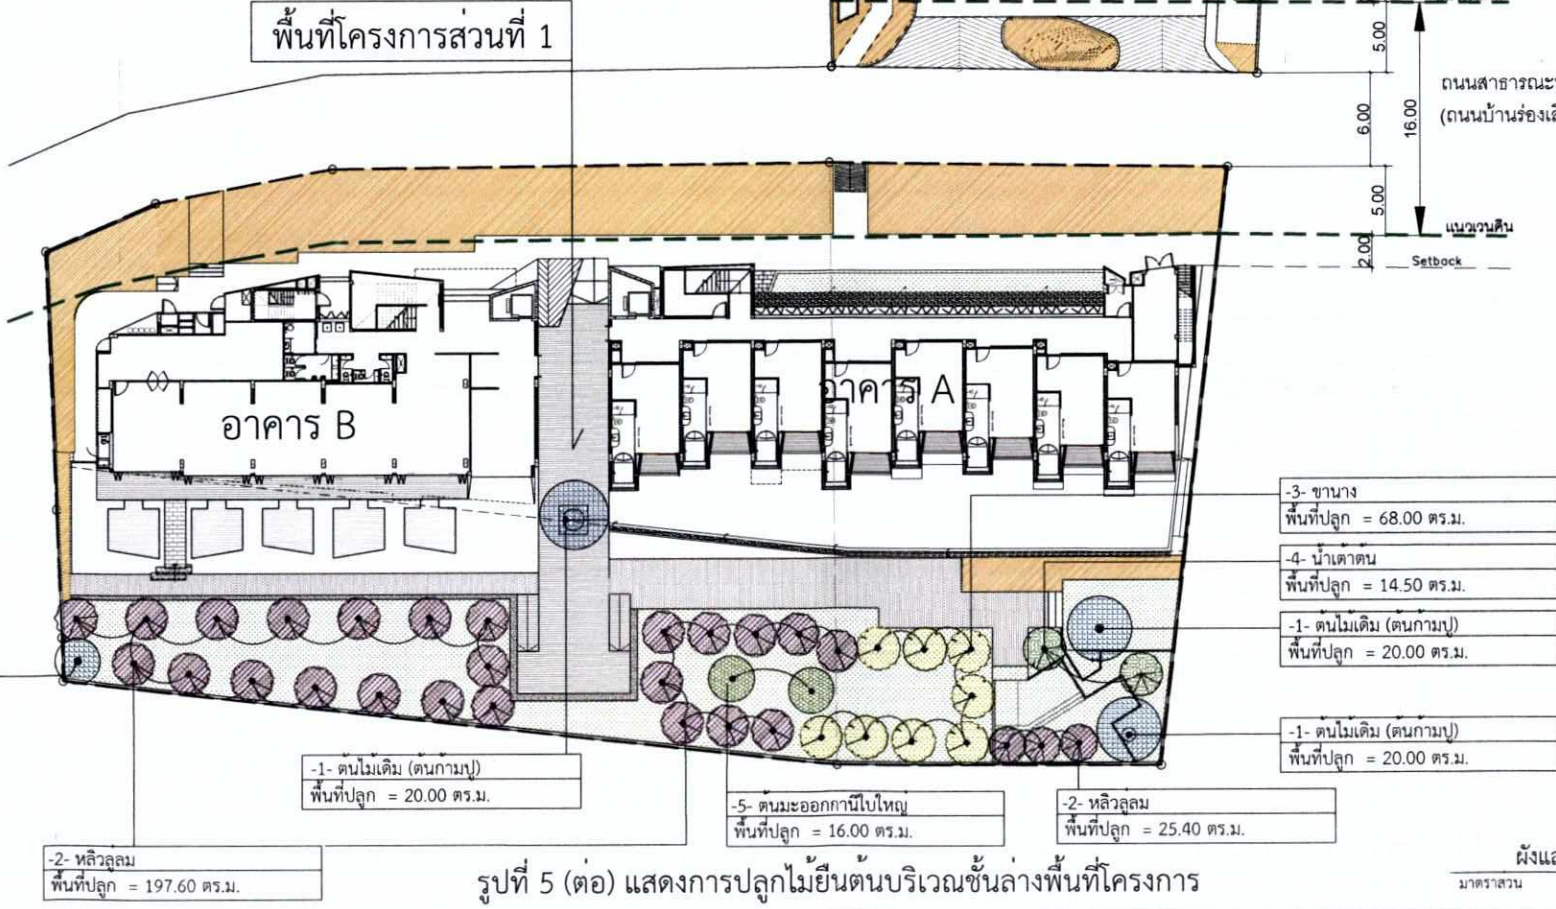 พื้นที่โครงการส่วนที่ 1
5.00
ถนนสาธารณะ
6.00
16.00
5.00
แนวเวนคืน
2.00
Setback
อาคาร B
อาคาร A
-3- ขานาง
พื้นที่ปลูก = 68.00 ตร.ม.
-4- น้ำเต้าต้น
พื้นที่ปลูก = 14.50 ตร.ม.
-1- ต้นไม้เดิม (ต้นก้ามปู)
พื้นที่ปลูก = 20.00 ตร.ม.
-1- ต้นไม้เดิม (ต้นก้ามปู)
พื้นที่ปลูก = 20.00 ตร.ม.
-1- ต้นไม้เดิม (ต้นก้ามปู)
พื้นที่ปลูก = 20.00 ตร.ม.
-5- ต้นมะออกกานีใบใหญ่
พื้นที่ปลูก = 16.00 ตร.ม.
-2- หลิวลู่ลม
พื้นที่ปลูก = 25.40 ตร.ม.
-2- หลิวลู่ลม
พื้นที่ปลูก = 197.60 ตร.ม.
รูปที่ 5 (ต่อ) แสดงการปลูกไม้ยืนต้นบริเวณชั้นล่างพื้นที่โครงการ
มาตราส่วน